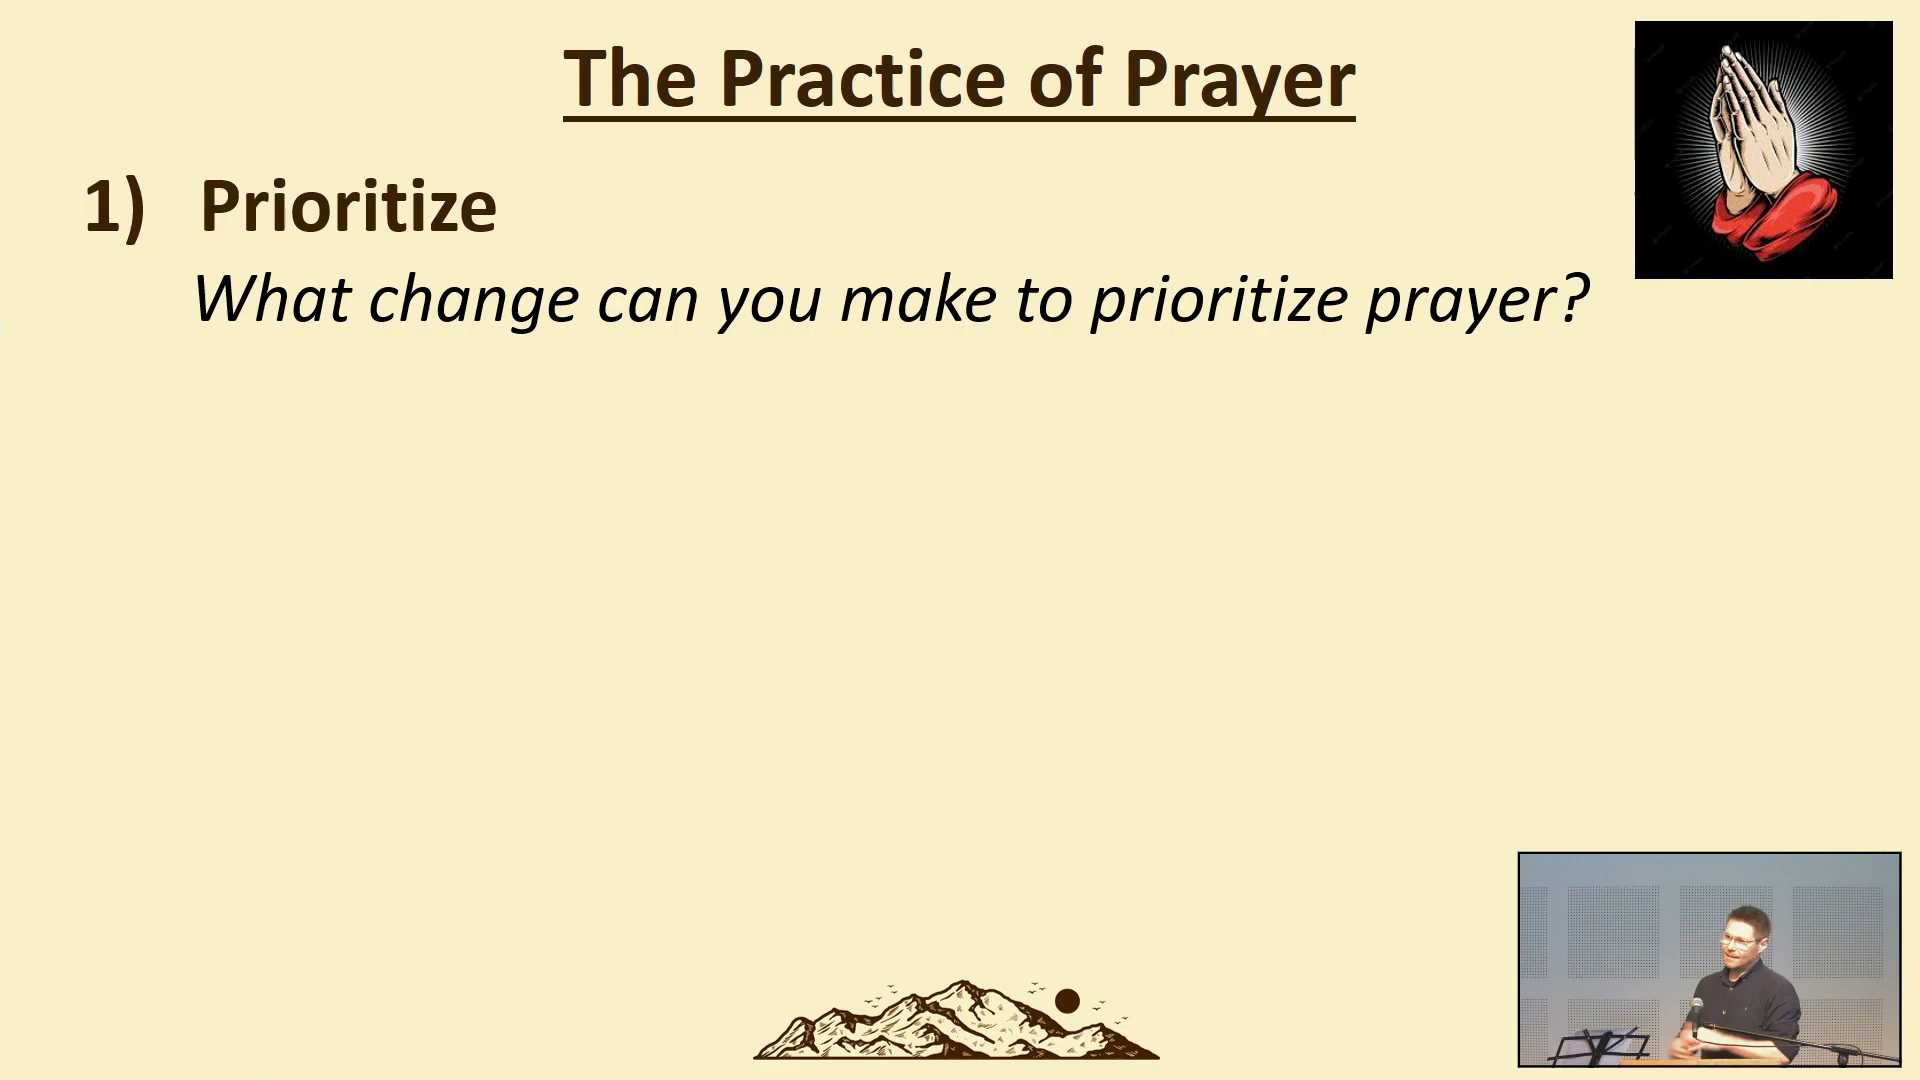 The Practice of Prayer
1) Prioritize
What change can you make to prioritize prayer?